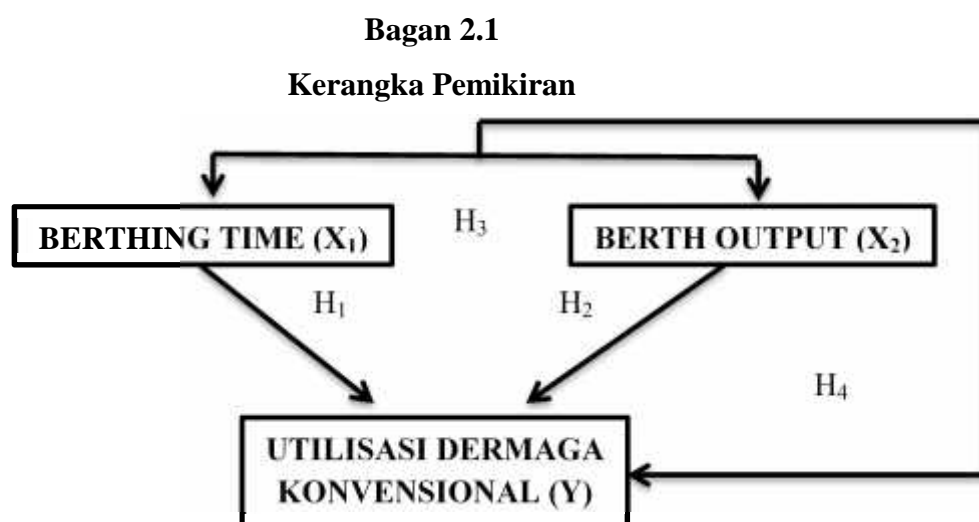 Bagan 2.1
Kerangka Pemikiran
BERTHING TIME (X₁)
H₃
BERTH OUTPUT (X₂)
H₁
H₂
H₄
UTILISASI DERMAGA
KONVENSIONAL (Y)